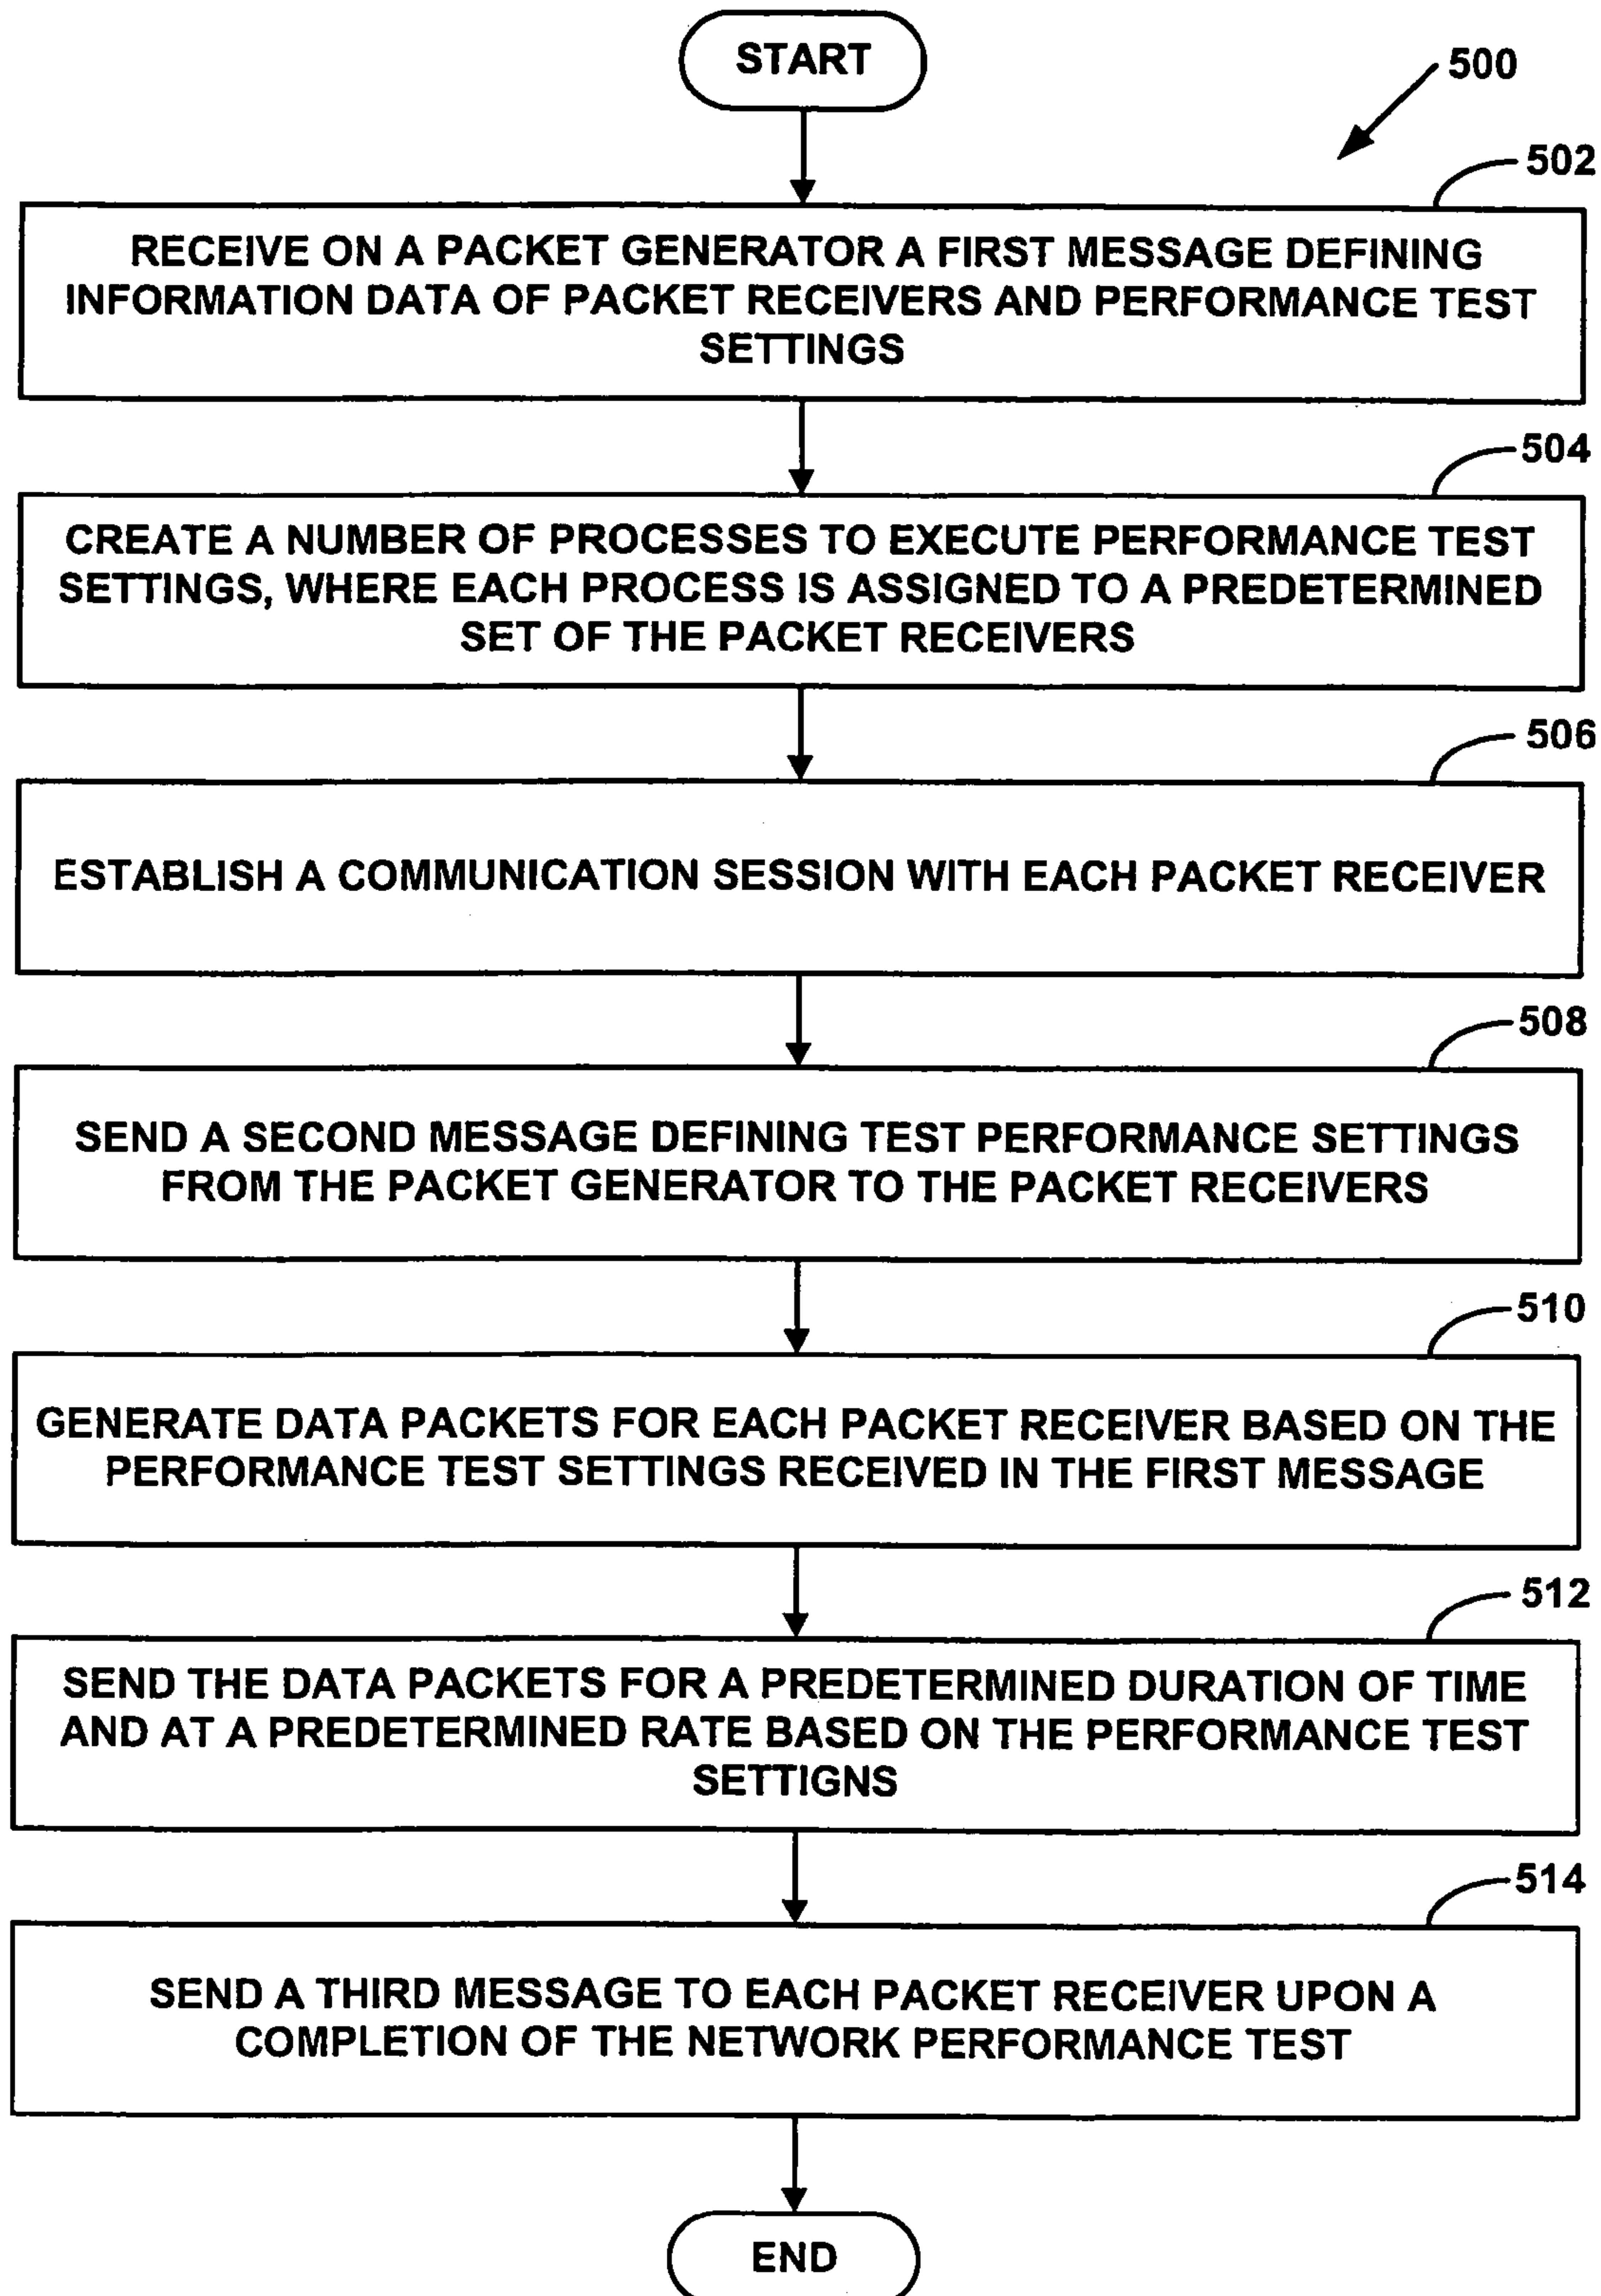 START
500
502
RECEIVE ON A PACKET GENERATOR A FIRST MESSAGE DEFINING
INFORMATION DATA OF PACKET RECEIVERS AND PERFORMANCE TEST
SETTINGS
504
CREATE A NUMBER OF PROCESSES TO EXECUTE PERFORMANCE TEST
SETTINGS, WHERE EACH PROCESS IS ASSIGNED TO A PREDETERMINED
SET OF THE PACKET RECEIVERS
506
ESTABLISH A COMMUNICATION SESSION WITH EACH PACKET RECEIVER
508
SEND A SECOND MESSAGE DEFINING TEST PERFORMANCE SETTINGS
FROM THE PACKET GENERATOR TO THE PACKET RECEIVERS
510
GENERATE DATA PACKETS FOR EACH PACKET RECEIVER BASED ON THE
PERFORMANCE TEST SETTINGS RECEIVED IN THE FIRST MESSAGE
512
SEND THE DATA PACKETS FOR A PREDETERMINED DURATION OF TIME
AND AT A PREDETERMINED RATE BASED ON THE PERFORMANCE TEST
SETTIGNS
514
SEND A THIRD MESSAGE TO EACH PACKET RECEIVER UPON A
COMPLETION OF THE NETWORK PERFORMANCE TEST
END